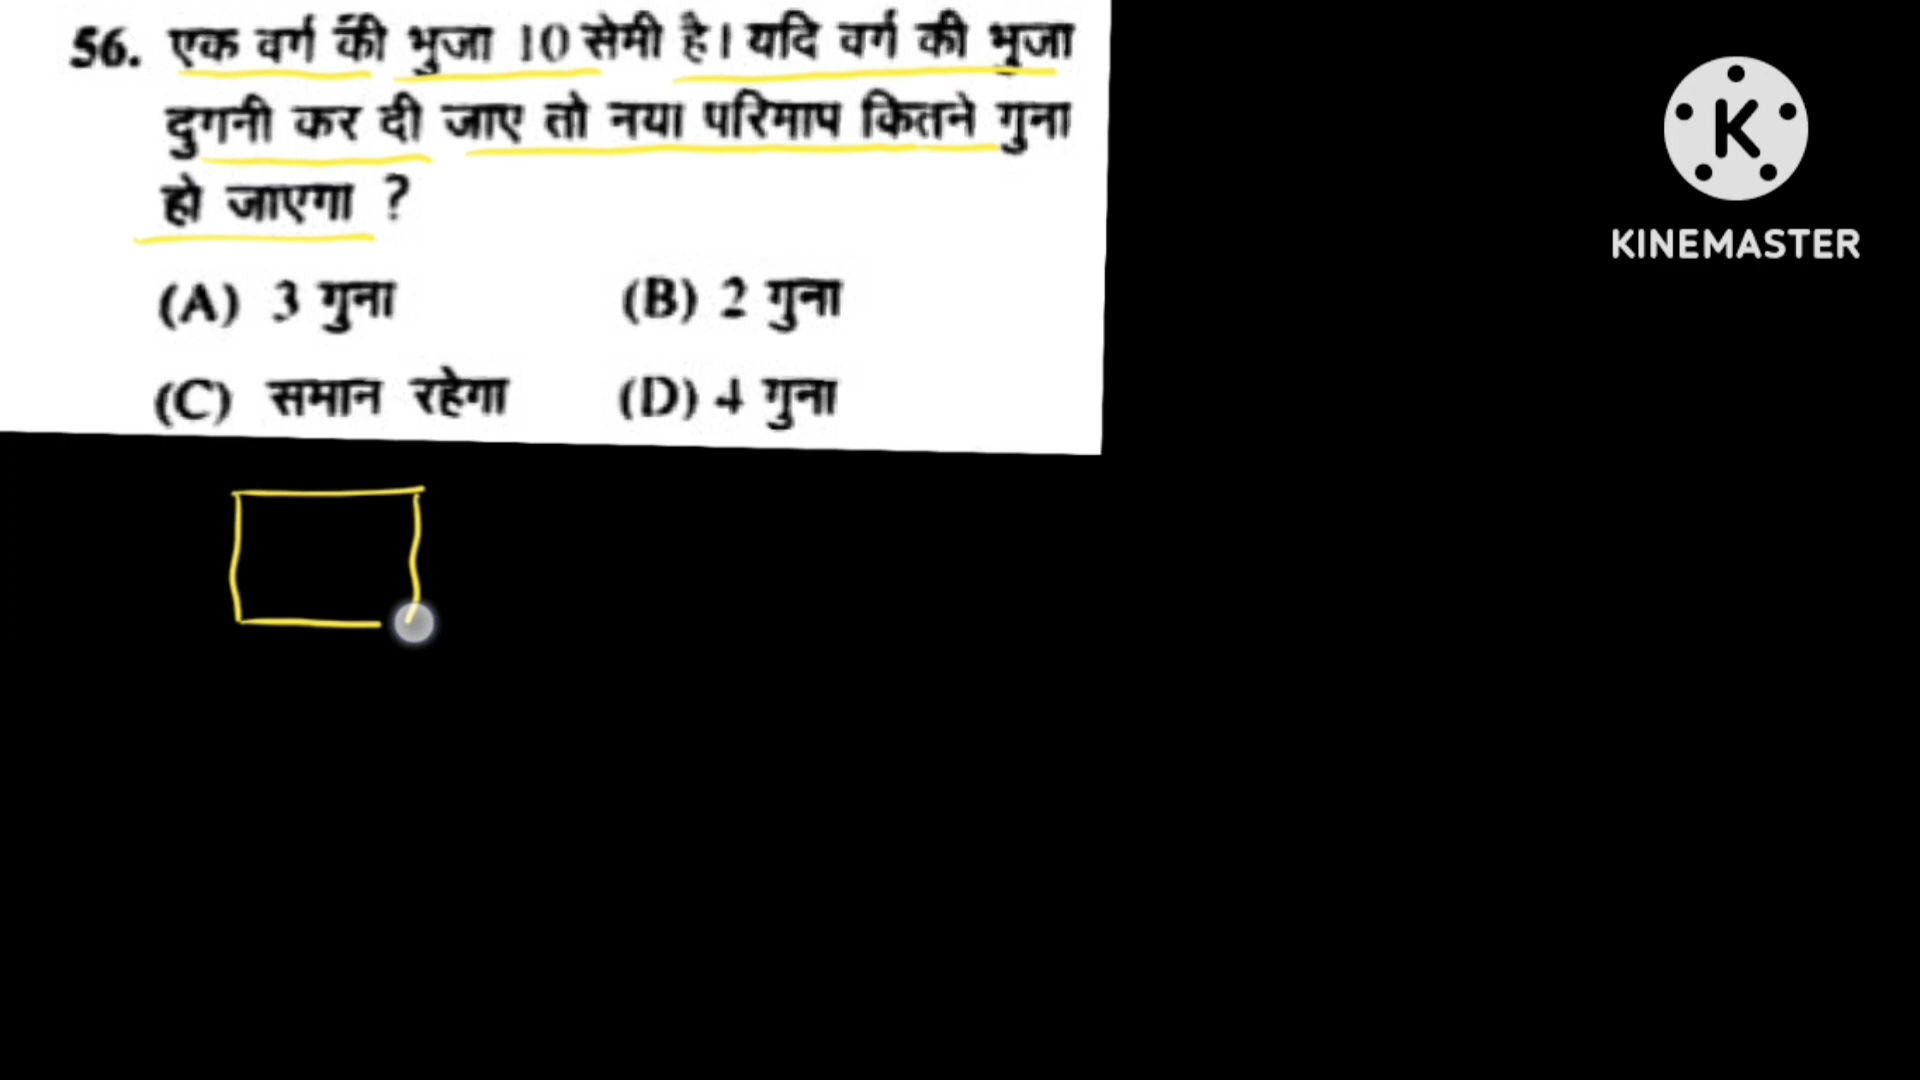 56. एक वर्ग की भुजा 10 सेमी है। यदि वर्ग की भुजा
दुगनी कर दी जाए तो नया परिमाप कितने गुना
हो जाएगा ?
(A) 3 गुना (B) 2 गुना
(C) समान रहेगा (D) 4 गुना
K
KINEMASTER